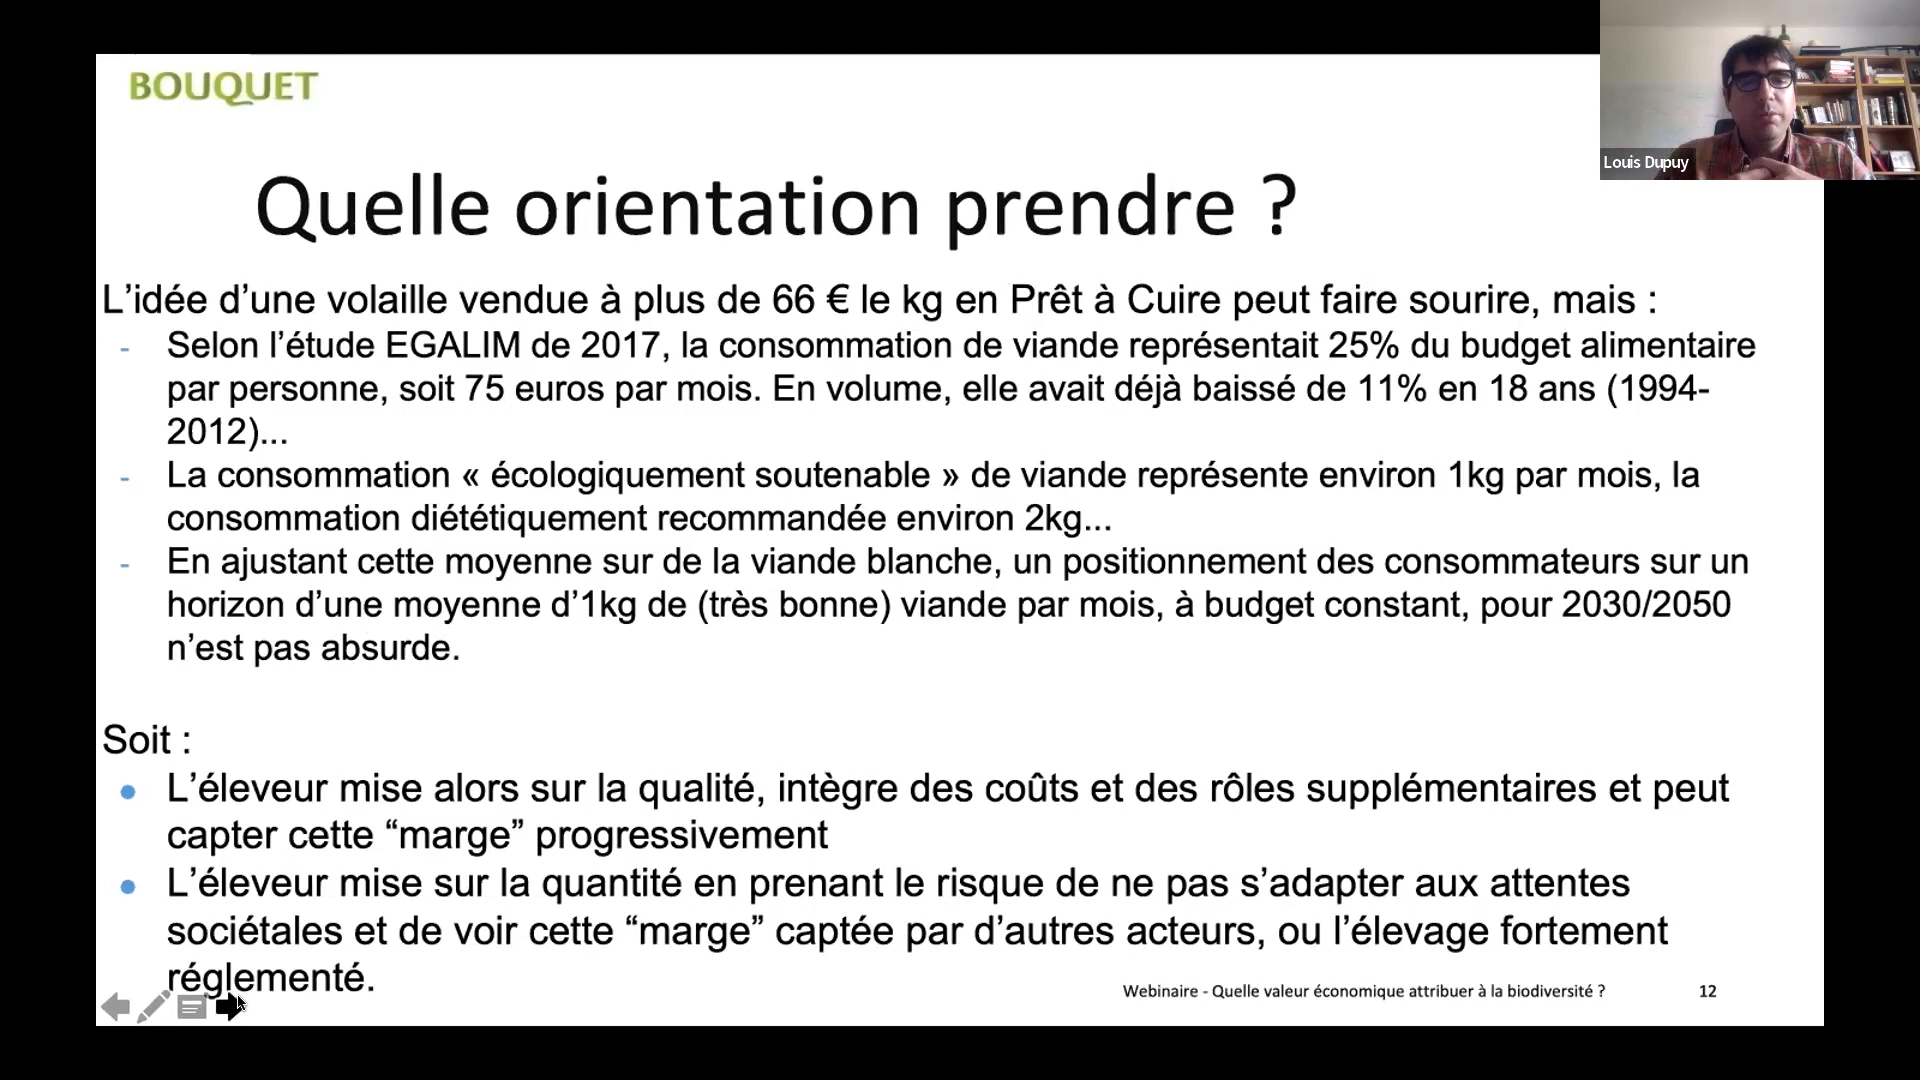 BOUQUET
Louis Dupuy
Quelle orientation prendre ?
L’idée d’une volaille vendue à plus de 66 € le kg en Prêt à Cuire peut faire sourire, mais :
- Selon l’étude EGALIM de 2017, la consommation de viande représentait 25% du budget alimentaire
par personne, soit 75 euros par mois. En volume, elle avait déjà baissé de 11% en 18 ans (1994-
2012)...
- La consommation « écologiquement soutenable » de viande représente environ 1kg par mois, la
consommation diététiquement recommandée environ 2kg...
- En ajustant cette moyenne sur de la viande blanche, un positionnement des consommateurs sur un
horizon d’une moyenne d’1kg de (très bonne) viande par mois, à budget constant, pour 2030/2050
n’est pas absurde.
Soit :
● L’éleveur mise alors sur la qualité, intègre des coûts et des rôles supplémentaires et peut
capter cette “marge” progressivement
● L’éleveur mise sur la quantité en prenant le risque de ne pas s’adapter aux attentes
sociétales et de voir cette “marge” captée par d’autres acteurs, ou l’élevage fortement
réglementé.
Webinaire - Quelle valeur économique attribuer à la biodiversité ? 12